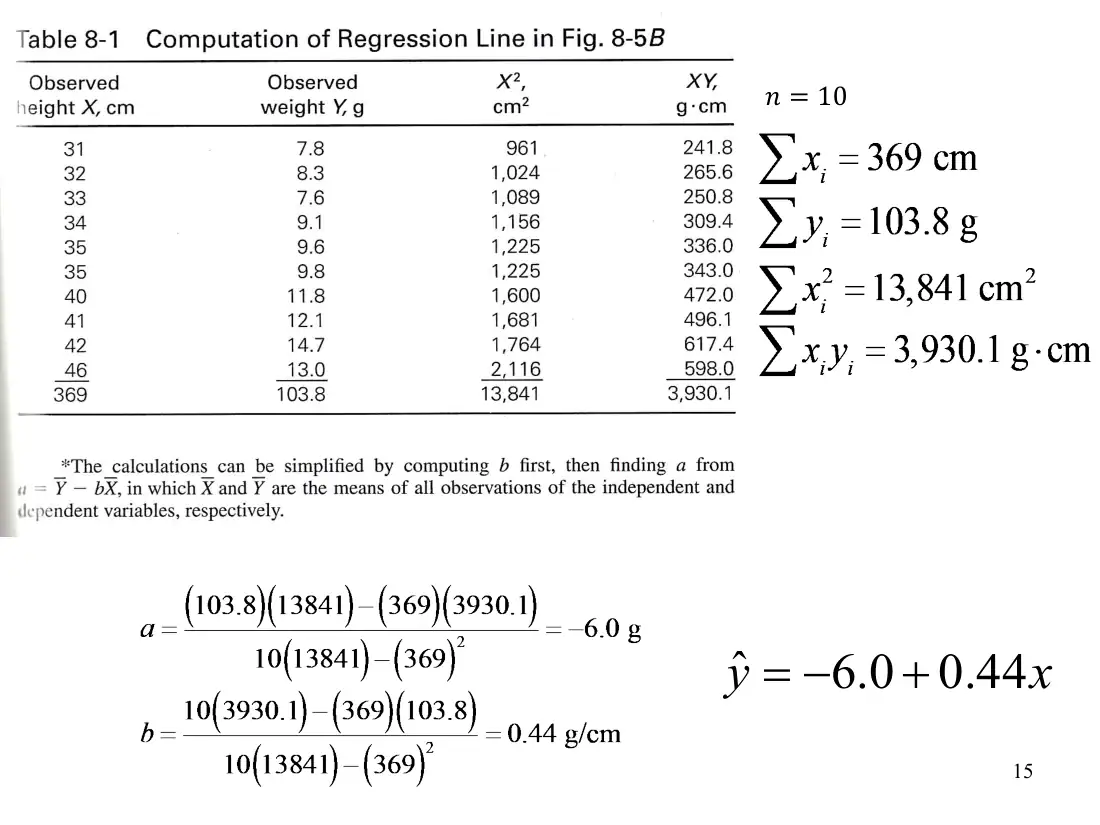 Table 8-1 Computation of Regression Line in Fig. 8-5B
Observed height X, cm Observed weight Y, g X², cm² XY, g·cm
31 7.8 961 241.8
32 8.3 1,024 265.6
33 7.6 1,089 250.8
34 9.1 1,156 309.4
35 9.6 1,225 336.0
35 9.8 1,225 343.0
40 11.8 1,600 472.0
41 12.1 1,681 496.1
42 14.7 1,764 617.4
46 13.0 2,116 598.0
369 103.8 13,841 3,930.1
n = 10
∑xᵢ = 369 cm
∑yᵢ = 103.8 g
∑xᵢ² = 13,841 cm²
∑xᵢyᵢ = 3,930.1 g·cm
*The calculations can be simplified by computing b first, then finding a from
a = Y̅ − bX̅, in which X̅ and Y̅ are the means of all observations of the independent and
dependent variables, respectively.
a = (103.8)(13841)−(369)(3930.1) / 10(13841)−(369)² = −6.0 g
b = 10(3930.1)−(369)(103.8) / 10(13841)−(369)² = 0.44 g/cm
ŷ = −6.0 + 0.44x
15